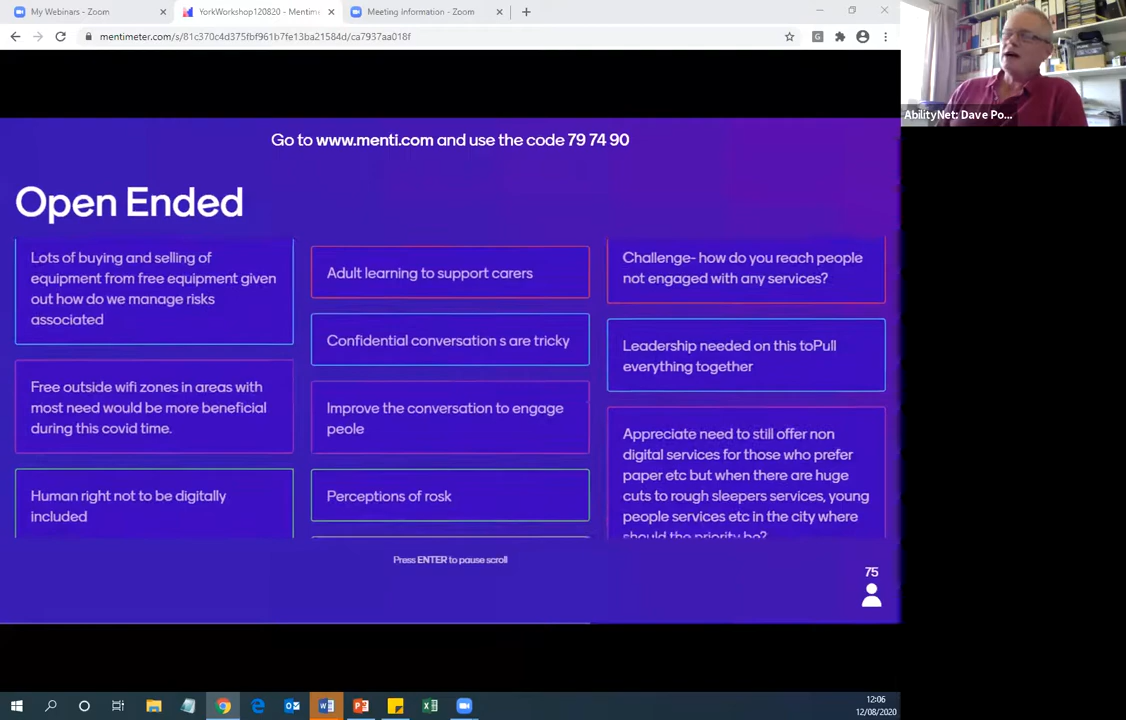 My Webinars - Zoom
YorkWorkshop120820 - Mentime
Meeting Information - Zoom
mentimeter.com/s/81c370c4d375fbf961b7fe13ba21584d/ca7937aa018f
AbilityNet: Dave Po...
Go to www.menti.com and use the code 79 74 90
Open Ended
Lots of buying and selling of
equipment from free equipment given
out how do we manage risks
associated
Free outside wifi zones in areas with
most need would be more beneficial
during this covid time.
Human right not to be digitally
included
Adult learning to support carers
Confidential conversation s are tricky
Improve the conversation to engage
peole
Perceptions of rosk
Challenge- how do you reach people
not engaged with any services?
Leadership needed on this toPull
everything together
Appreciate need to still offer non
digital services for those who prefer
paper etc but when there are huge
cuts to rough sleepers services, young
people services etc in the city where
should the priority be?
Press ENTER to pause scroll
75
12:06
12/08/2020